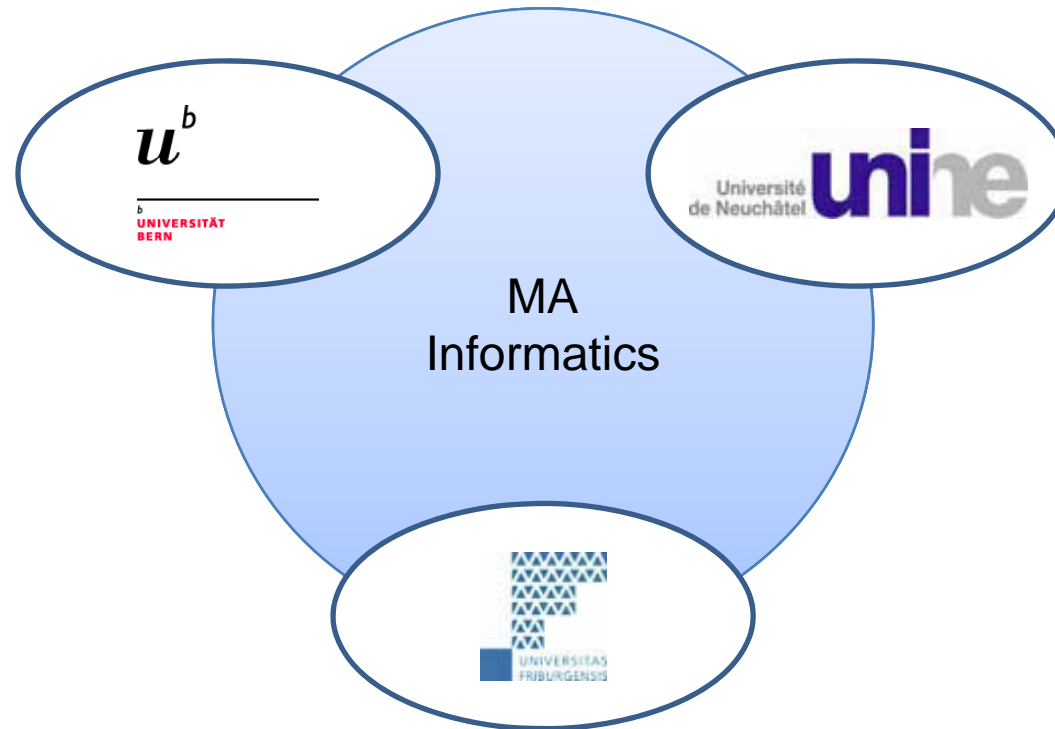 u b
b
UNIVERSITÄT
BERN
Université
de Neuchâtel
unine
MA
Informatics
UNIVERSITAS
FRIBURGENSIS